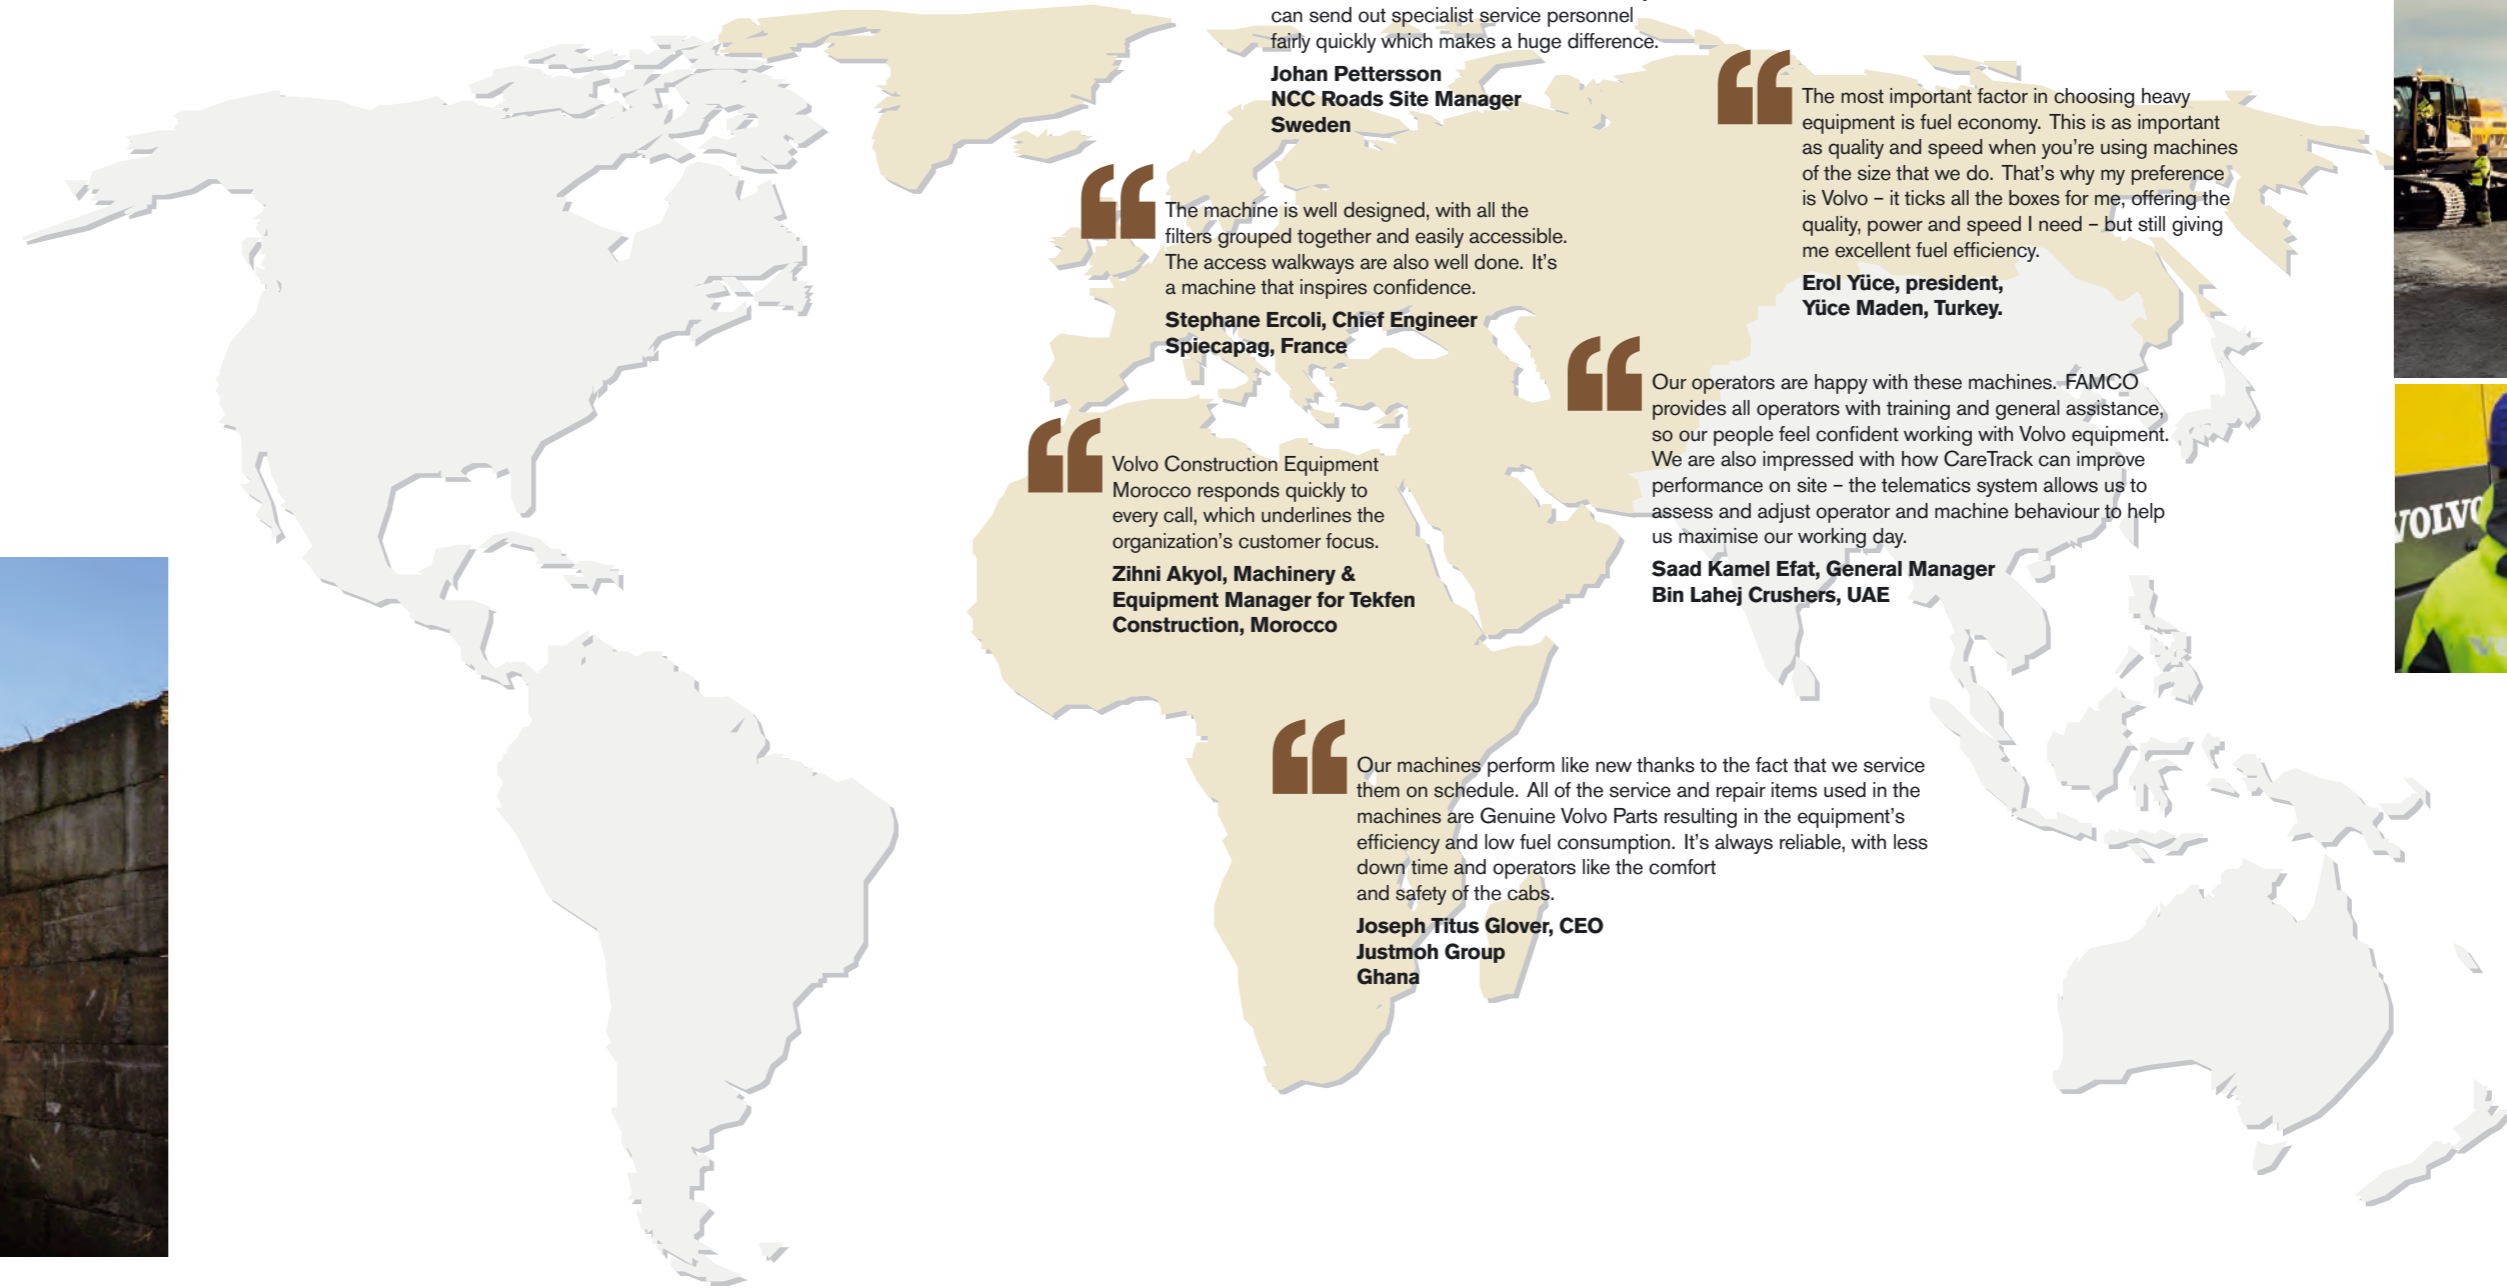 can send out specialist service personnel
fairly quickly which makes a huge difference.
Johan Pettersson
NCC Roads Site Manager
Sweden
The most important factor in choosing heavy
equipment is fuel economy. This is as important
as quality and speed when you’re using machines
of the size that we do. That’s why my preference
is Volvo – it ticks all the boxes for me, offering the
quality, power and speed I need – but still giving
me excellent fuel efficiency.
Erol Yüce, president,
Yüce Maden, Turkey.
The machine is well designed, with all the
filters grouped together and easily accessible.
The access walkways are also well done. It’s
a machine that inspires confidence.
Stephane Ercoli, Chief Engineer
Spiecapag, France
Our operators are happy with these machines. FAMCO
provides all operators with training and general assistance,
so our people feel confident working with Volvo equipment.
We are also impressed with how CareTrack can improve
performance on site – the telematics system allows us to
assess and adjust operator and machine behaviour to help
us maximise our working day.
Saad Kamel Efat, General Manager
Bin Lahej Crushers, UAE
Volvo Construction Equipment
Morocco responds quickly to
every call, which underlines the
organization’s customer focus.
Zihni Akyol, Machinery &
Equipment Manager for Tekfen
Construction, Morocco
Our machines perform like new thanks to the fact that we service
them on schedule. All of the service and repair items used in the
machines are Genuine Volvo Parts resulting in the equipment’s
efficiency and low fuel consumption. It’s always reliable, with less
down time and operators like the comfort
and safety of the cabs.
Joseph Titus Glover, CEO
Justmoh Group
Ghana
VOLVO